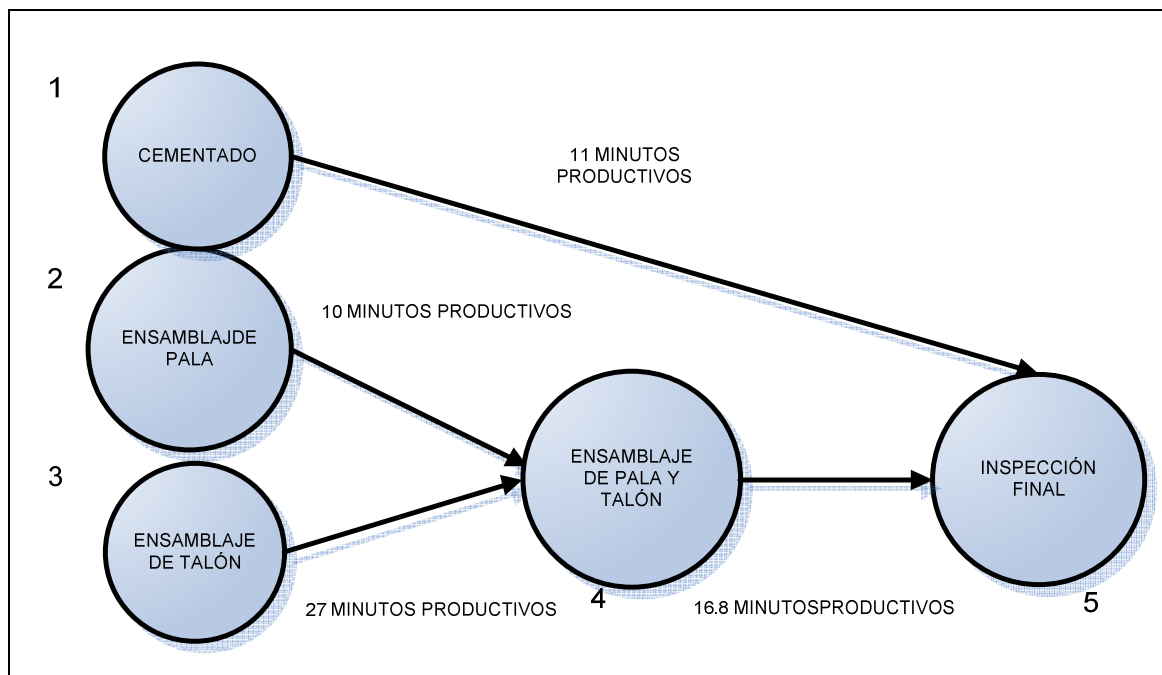 1
CEMENTADO
11 MINUTOS
PRODUCTIVOS
2
ENSAMBLAJDE
PALA
10 MINUTOS PRODUCTIVOS
3
ENSAMBLAJE
DE TALÓN
27 MINUTOS PRODUCTIVOS
ENSAMBLAJE
DE PALA Y
TALÓN
4
16.8 MINUTOSPRODUCTIVOS
INSPECCIÓN
FINAL
5